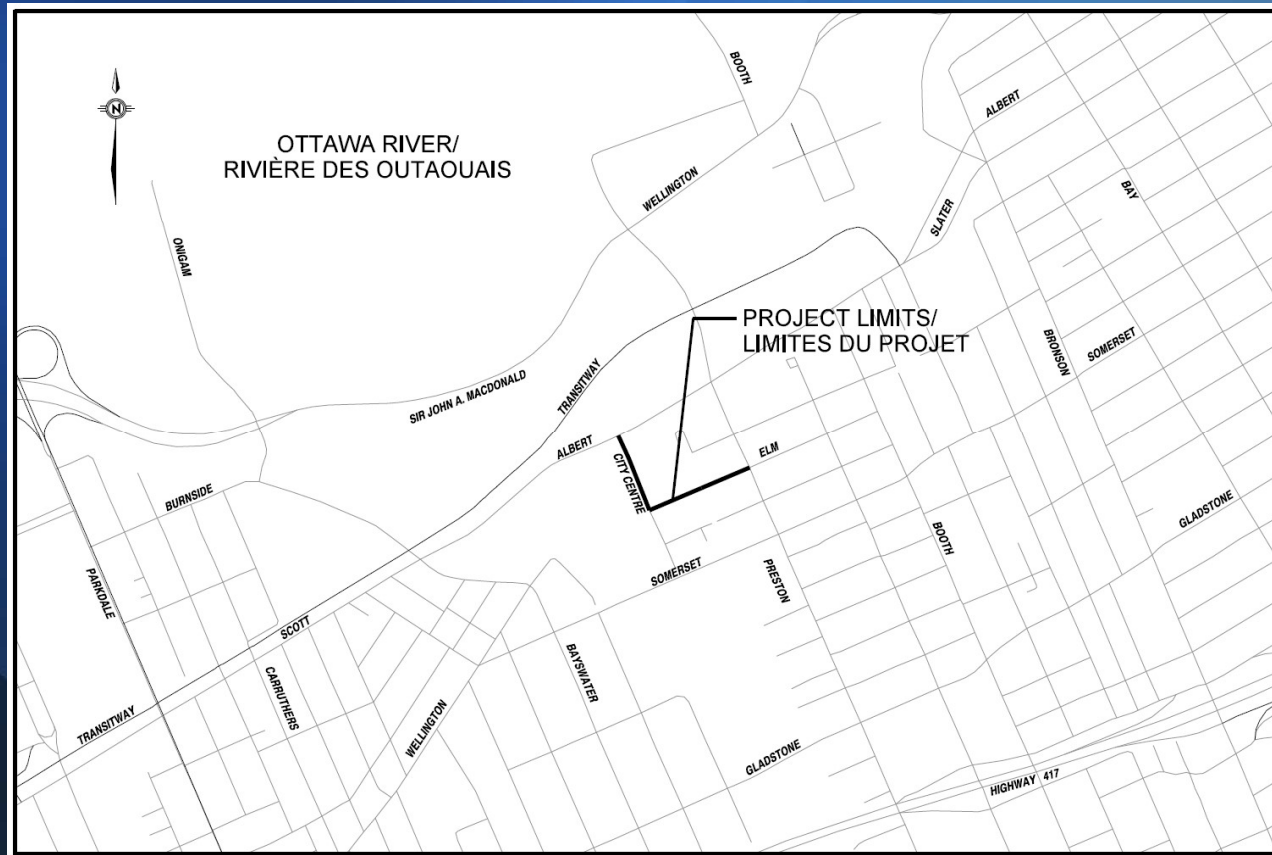 BOOTH
ALBERT
N
OTTAWA RIVER/
RIVIÈRE DES OUTAOUAIS
WELLINGTON
BAY
SLATER
ONIGAM
PROJECT LIMITS/
LIMITES DU PROJET
BRONSON
SOMERSET
TRANSITWAY
SIR JOHN A. MACDONALD
ALBERT
ELM
CITY CENTRE
BURNSIDE
GLADSTONE
BOOTH
SOMERSET
PRESTON
PARKDALE
SCOTT
BAYSWATER
CARRUTHERS
TRANSITWAY
WELLINGTON
GLADSTONE
HIGHWAY 417